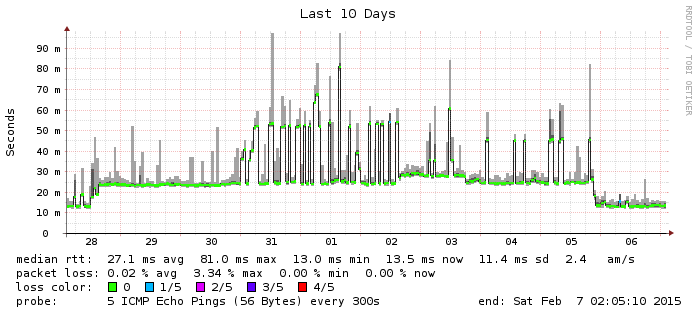 Last 10 Days
RRDTOOL / TOBI OETIKER
Seconds
90 m
80 m
70 m
60 m
50 m
40 m
30 m
20 m
10 m
0
28 29 30 31 01 02 03 04 05 06
median rtt: 27.1 ms avg 81.0 ms max 13.0 ms min 13.5 ms now 11.4 ms sd 2.4 am/s
packet loss: 0.02 % avg 3.34 % max 0.00 % min 0.00 % now
loss color: 0 1/5 2/5 3/5 4/5
probe: 5 ICMP Echo Pings (56 Bytes) every 300s end: Sat Feb 7 02:05:10 2015